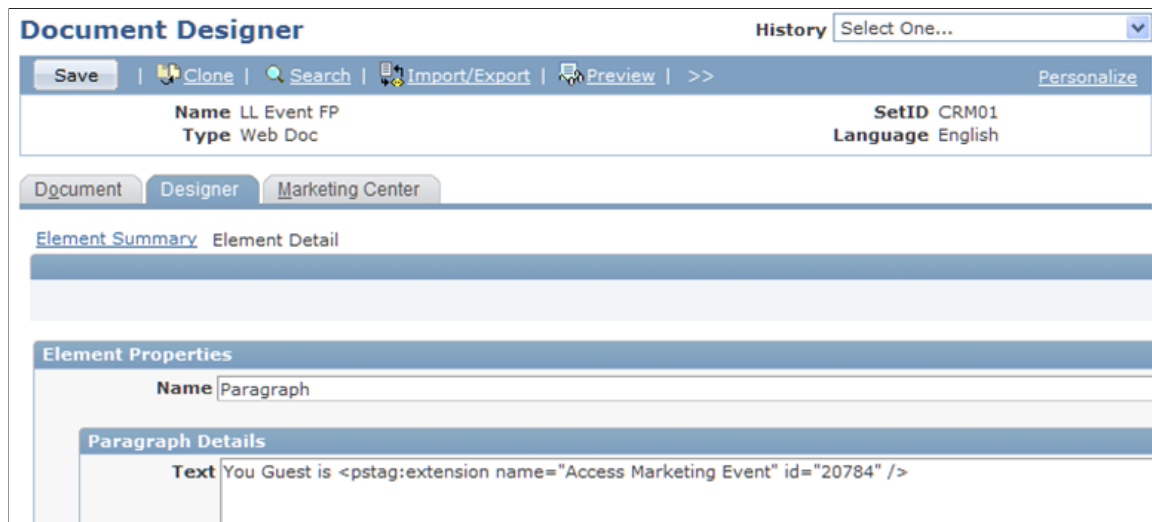 Document Designer History Select One...
Save | Clone | Search | Import/Export | Preview | >> Personalize
Name LL Event FP SetID CRM01
Type Web Doc Language English
Document Designer Marketing Center
Element Summary Element Detail
Element Properties
Name Paragraph
Paragraph Details
Text You Guest is <pstag:extension name="Access Marketing Event" id="20784" />